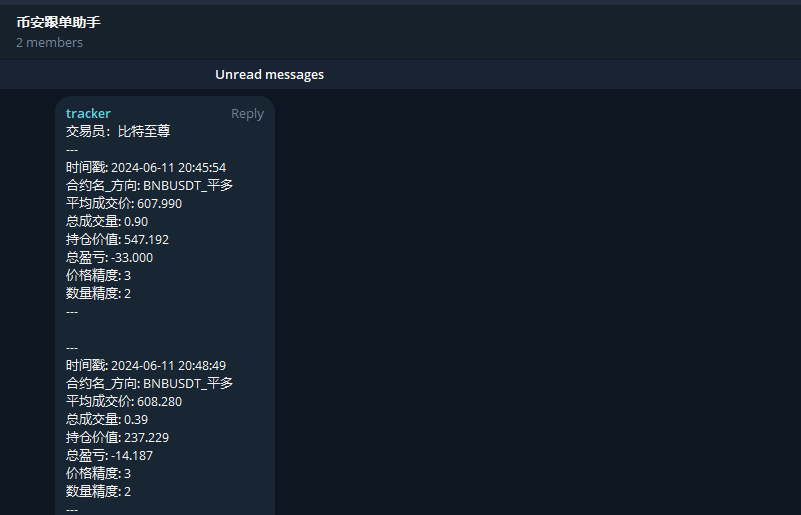 币安跟单助手
2 members
Unread messages
tracker
Reply
交易员：比特至尊
---
时间戳: 2024-06-11 20:45:54
合约名_方向: BNBUSDT_平多
平均成交价: 607.990
总成交量: 0.90
持仓价值: 547.192
总盈亏: -33.000
价格精度: 3
数量精度: 2
---
---
时间戳: 2024-06-11 20:48:49
合约名_方向: BNBUSDT_平多
平均成交价: 608.280
总成交量: 0.39
持仓价值: 237.229
总盈亏: -14.187
价格精度: 3
数量精度: 2
---